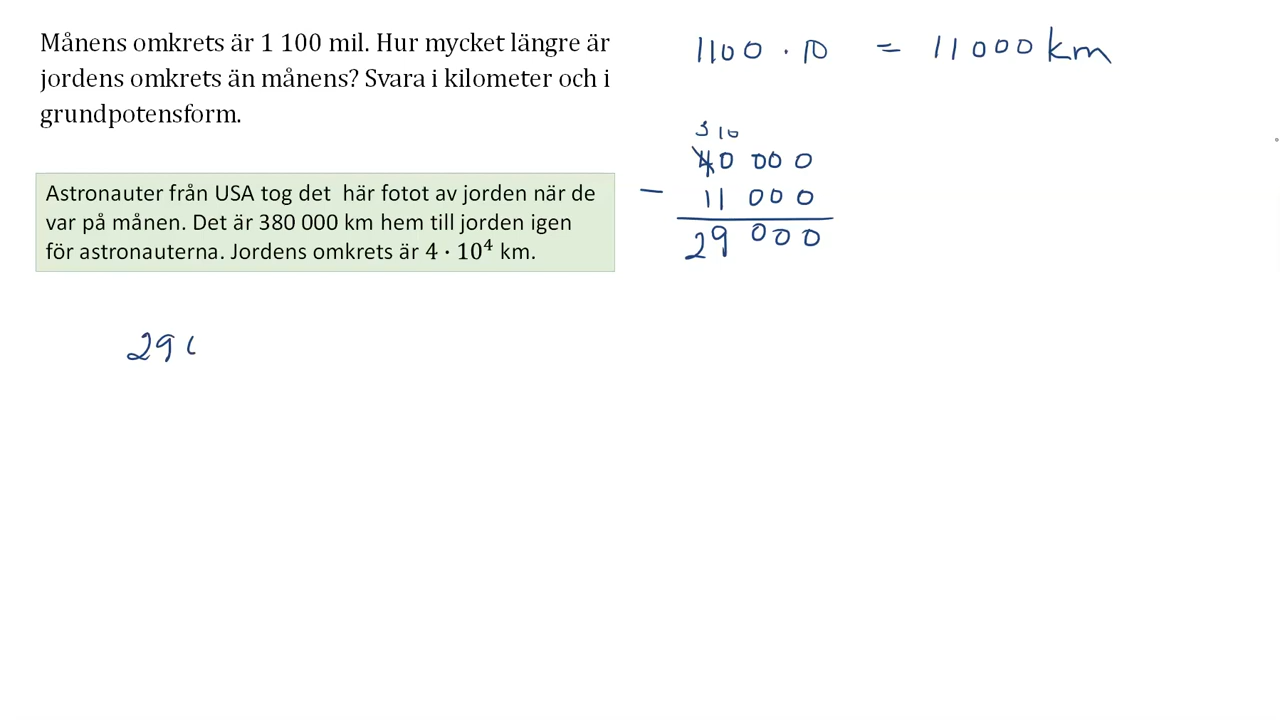 Månens omkrets är 1 100 mil. Hur mycket längre är
jordens omkrets än månens? Svara i kilometer och i
grundpotensform.
Astronauter från USA tog det här fotot av jorden när de
var på månen. Det är 380 000 km hem till jorden igen
för astronauterna. Jordens omkrets är 4 · 10⁴ km.
29
1100 · 10 = 11 000 km
3 10
40 000
− 11 000
29 000